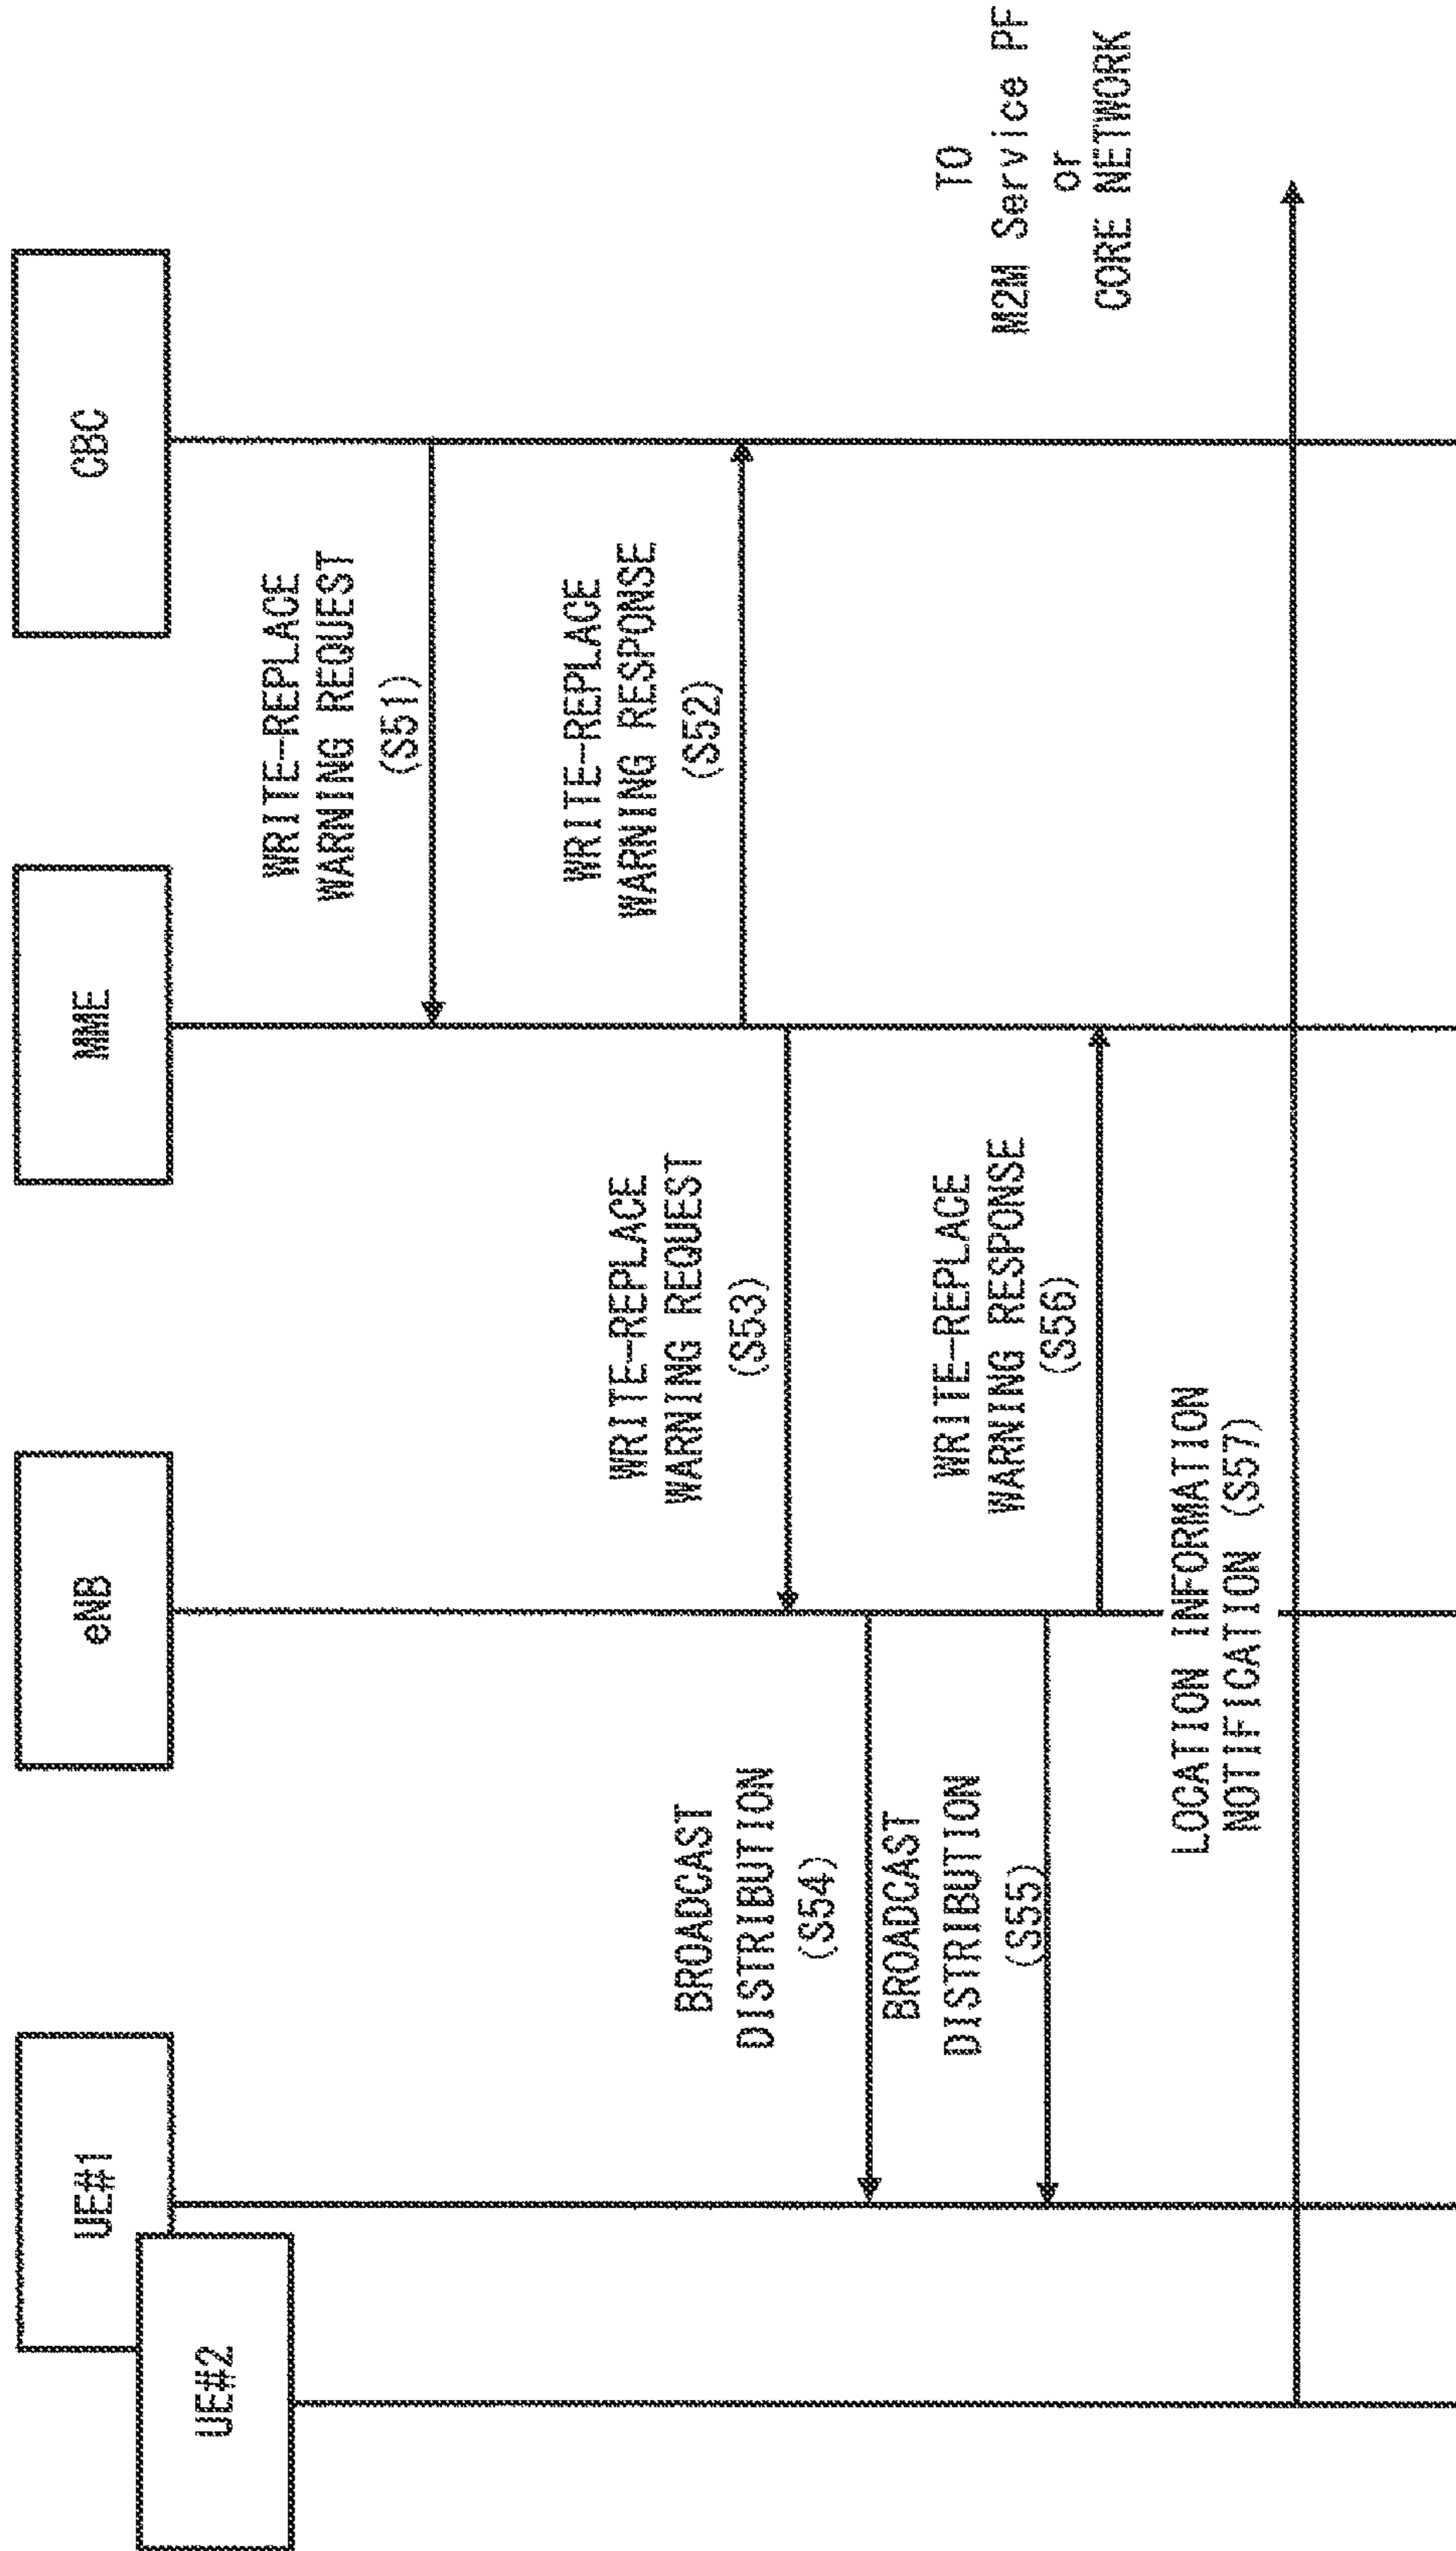 UE#1
UE#2
eNB
MME
CBC
WRITE-REPLACE
WARNING REQUEST
(S51)
WRITE-REPLACE
WARNING RESPONSE
(S52)
WRITE-REPLACE
WARNING REQUEST
(S53)
BROADCAST
DISTRIBUTION
(S54)
BROADCAST
DISTRIBUTION
(S55)
WRITE-REPLACE
WARNING RESPONSE
(S56)
LOCATION INFORMATION
NOTIFICATION (S57)
TO
M2M Service PF
or
CORE NETWORK